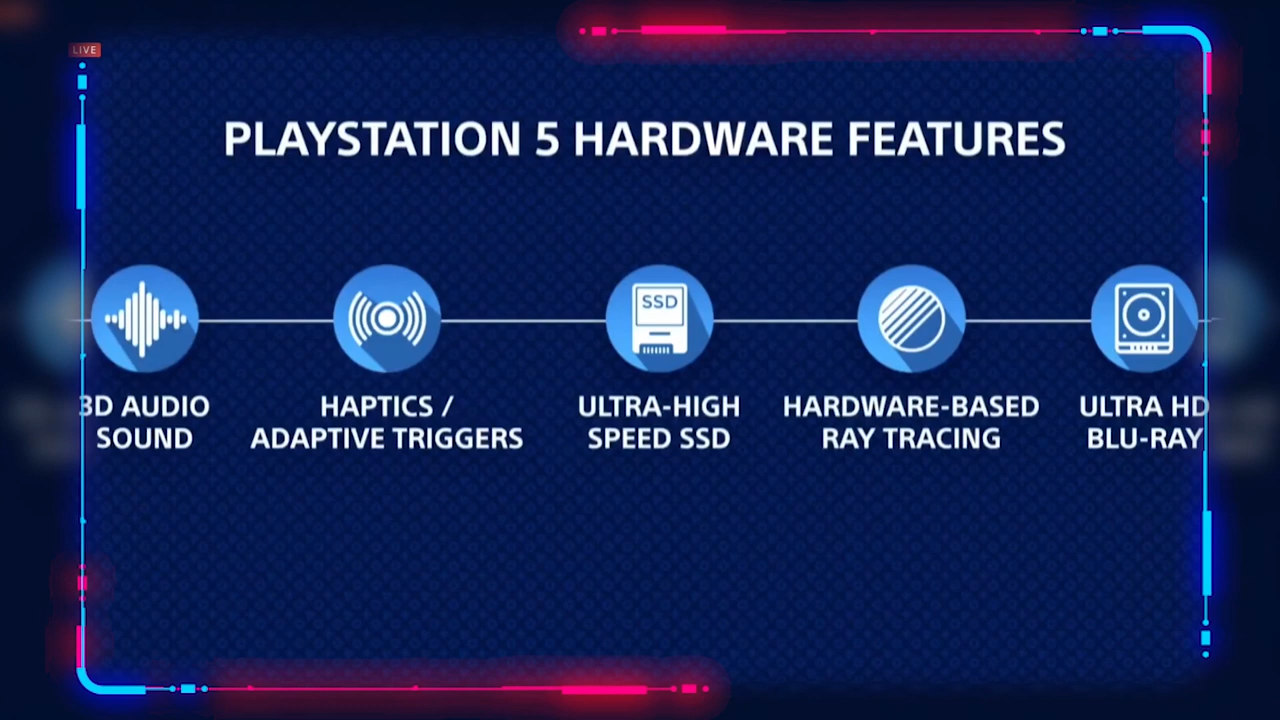 LIVE
PLAYSTATION 5 HARDWARE FEATURES
SSD
3D AUDIO
SOUND
HAPTICS /
ADAPTIVE TRIGGERS
ULTRA-HIGH
SPEED SSD
HARDWARE-BASED
RAY TRACING
ULTRA HD
BLU-RAY